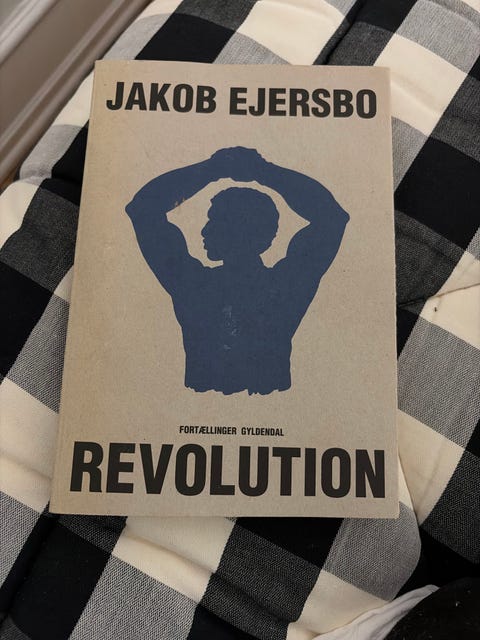 JAKOB EJERSBO
FORTÆLLINGER GYLDENDAL
REVOLUTION